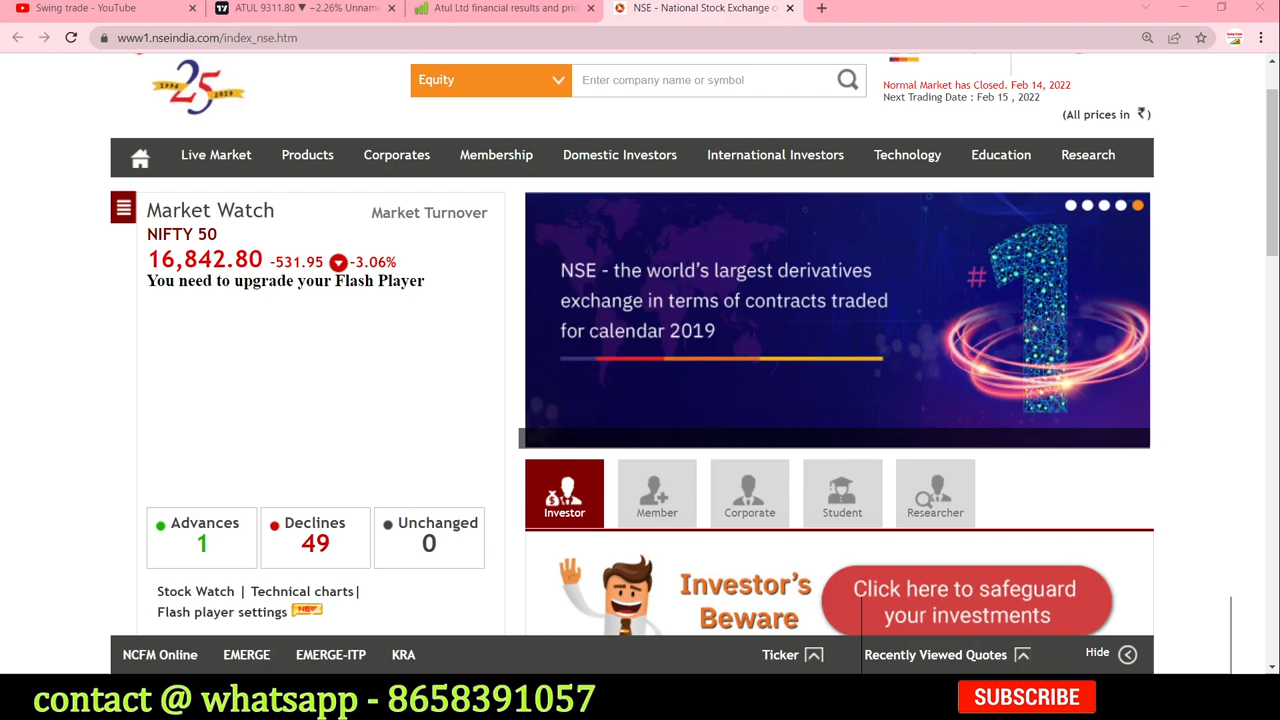 Swing trade - YouTube
ATUL 9311.80 ▼ −2.26% Unnam
Atul Ltd financial results and pric
NSE - National Stock Exchange o
www1.nseindia.com/index_nse.htm
1994 25 2019
Equity
Enter company name or symbol
Normal Market has Closed. Feb 14, 2022
Next Trading Date : Feb 15 , 2022
(All prices in ₹)
Live Market Products Corporates Membership Domestic Investors International Investors Technology Education Research
Market Watch
Market Turnover
NIFTY 50
16,842.80 -531.95 -3.06%
You need to upgrade your Flash Player
NSE - the world's largest derivatives
exchange in terms of contracts traded
for calendar 2019
#1
Advances
1
Declines
49
Unchanged
0
Stock Watch | Technical charts|
Flash player settings NEW
Investor
Member
Corporate
Student
Researcher
Investor's
Beware
Click here to safeguard
your investments
NCFM Online EMERGE EMERGE-ITP KRA Ticker Recently Viewed Quotes Hide
contact @ whatsapp - 8658391057
SUBSCRIBE